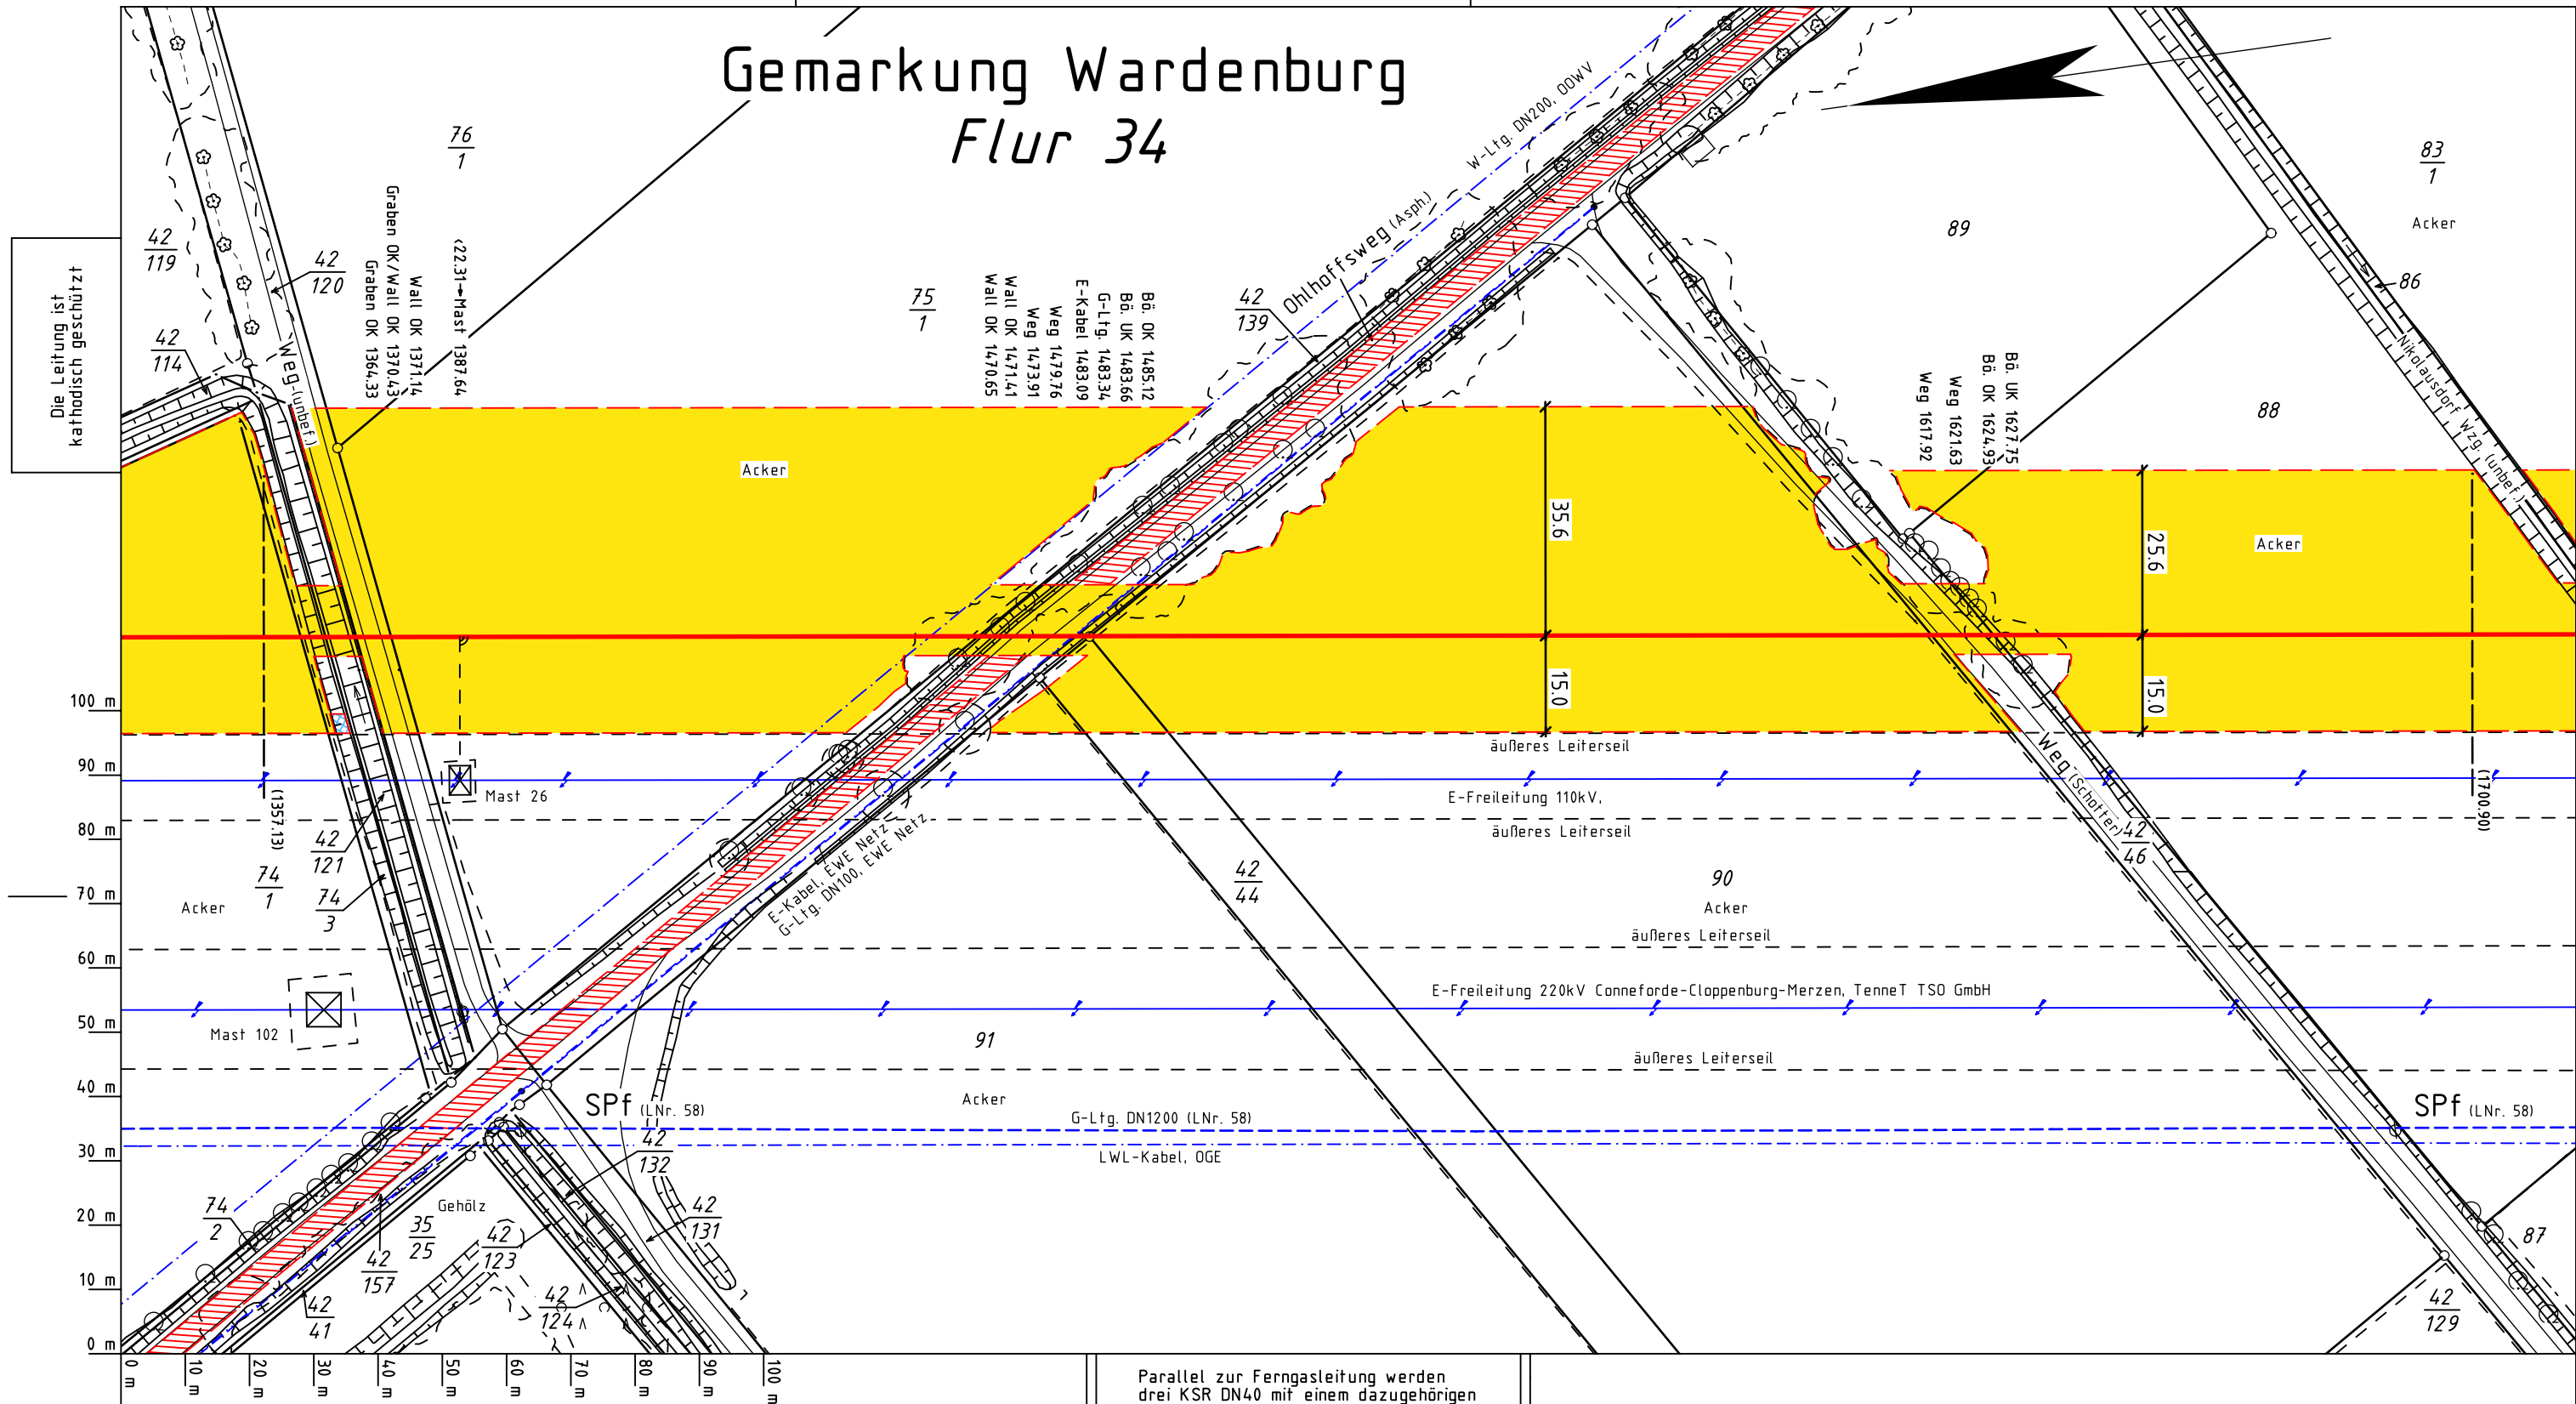 Gemarkung Wardenburg
Flur 34
Die Leitung ist
kathodisch geschützt
76
1
42
119
42
120
42
114
Weg (unbef.)
Graben OK 1364.33
Graben OK/Wall OK 1370.43
Wall OK 1371.14
<22.31→Mast 1387.64
75
1
Wall OK 1470.65
Wall OK 1471.41
Weg 1473.91
Weg 1479.76
E-Kabel 1483.09
G-Ltg. 1483.34
Bö. UK 1483.66
Bö. OK 1485.12
42
139
Ohlhoffsweg (Asph.)
W-Ltg. DN200, OOWV
89
83
1
Acker
86
Nikolausdorf Wzg. (unbef.)
88
Weg 1617.92
Weg 1621.63
Bö. OK 1624.93
Bö. UK 1627.75
Acker
35.6
25.6
Acker
15.0
15.0
100 m
90 m
80 m
70 m
60 m
50 m
40 m
30 m
20 m
10 m
0 m
äußeres Leiterseil
(1357.13)
Mast 26
E-Freileitung 110kV,
äußeres Leiterseil
Weg (Schotter)
(1700.90)
42
46
42
121
74
1
74
3
Acker
E-Kabel, EWE Netz
G-Ltg. DN100, EWE Netz
42
44
90
Acker
äußeres Leiterseil
E-Freileitung 220kV Conneforde-Cloppenburg-Merzen, TenneT TSO GmbH
Mast 102
91
äußeres Leiterseil
Acker
SPf (LNr. 58)
SPf (LNr. 58)
G-Ltg. DN1200 (LNr. 58)
LWL-Kabel, OGE
42
132
74
2
Gehölz
35
25
42
131
42
123
42
157
42
124
42
41
87
42
129
0 m
10 m
20 m
30 m
40 m
50 m
60 m
70 m
80 m
90 m
100 m
Parallel zur Ferngasleitung werden
drei KSR DN40 mit einem dazugehörigen